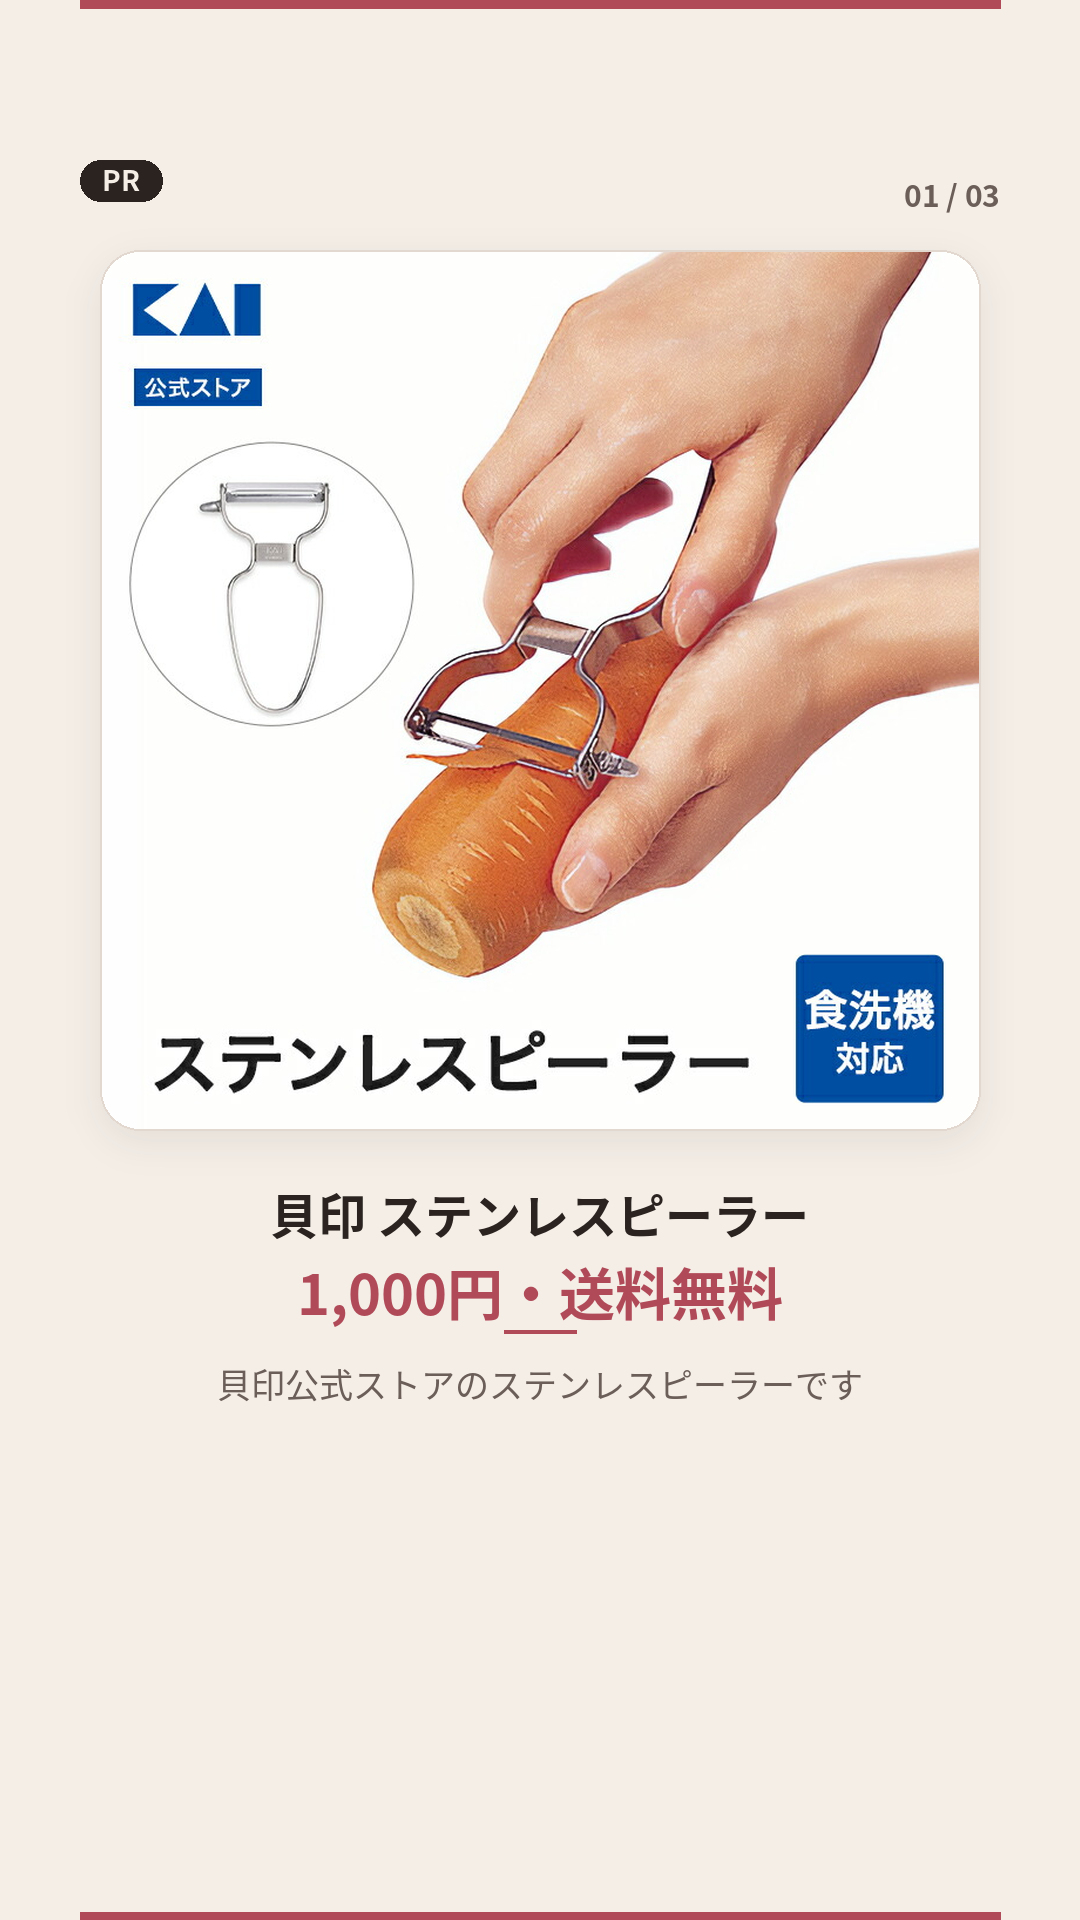 PR
01 / 03
KAI
公式ストア
ステンレスピーラー
食洗機
対応
貝印 ステンレスピーラー
1,000円・送料無料
貝印公式ストアのステンレスピーラーです